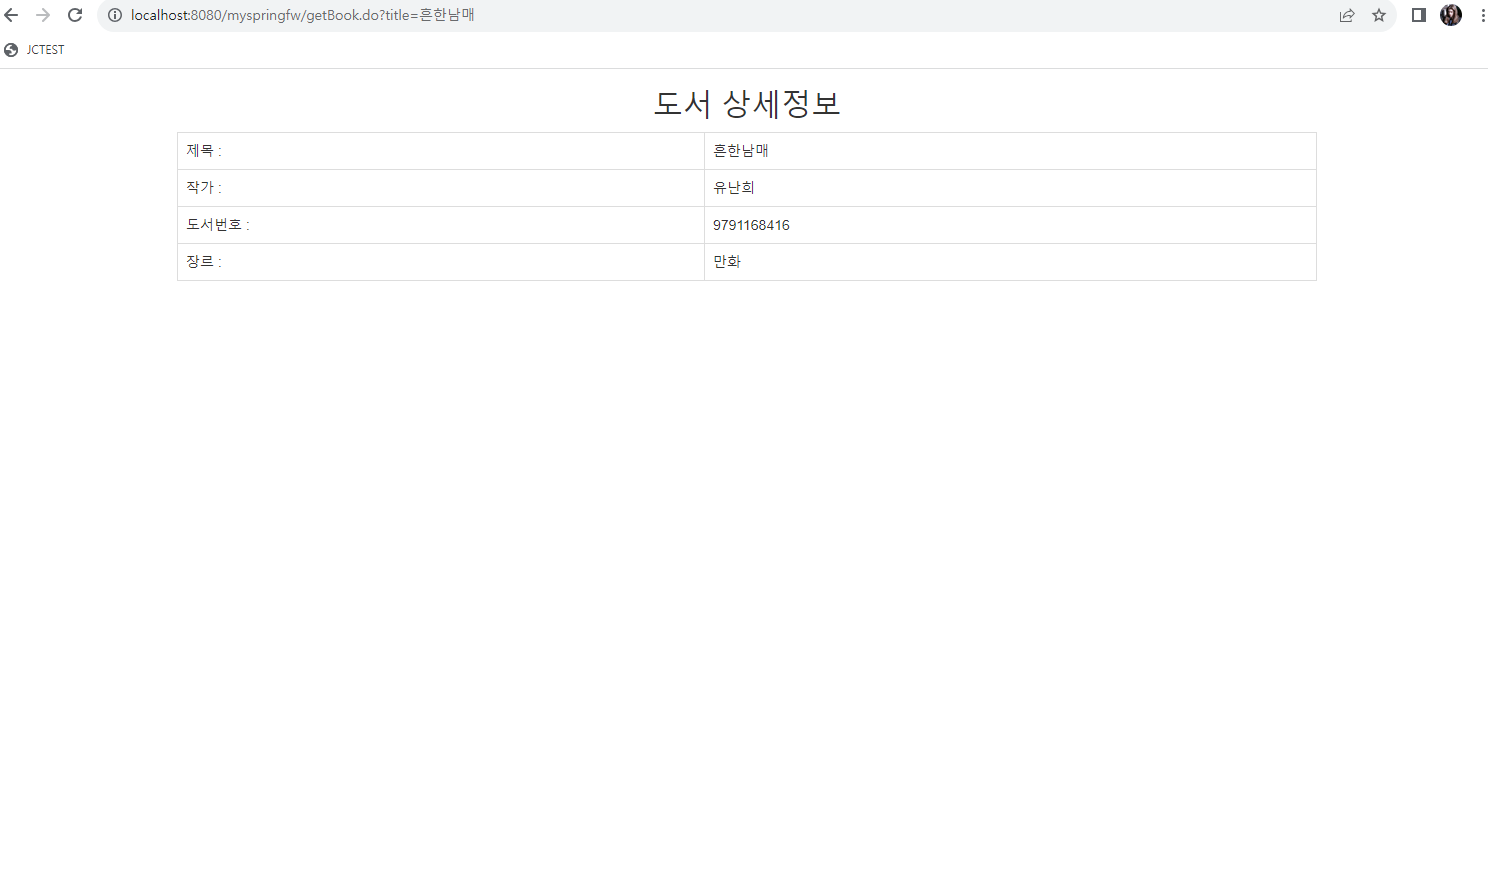 localhost:8080/myspringfw/getBook.do?title=흔한남매
JCTEST
도서 상세정보
제목 : 흔한남매
작가 : 유난희
도서번호 : 9791168416
장르 : 만화